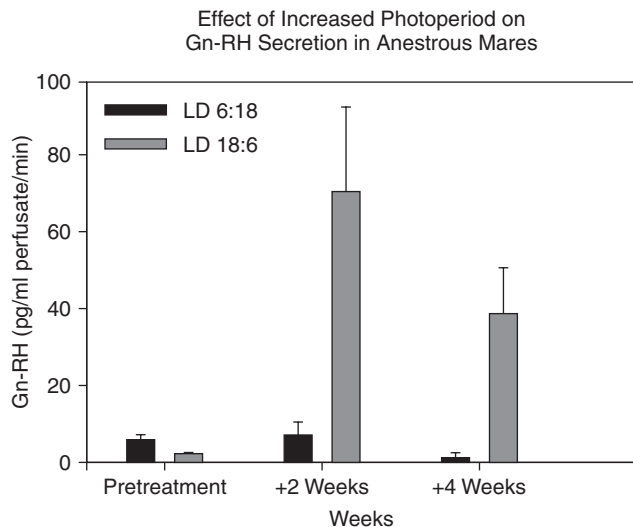 Effect of Increased Photoperiod on
Gn-RH Secretion in Anestrous Mares
100
LD 6:18
LD 18:6
80
60
40
20
0
Gn-RH (pg/ml perfusate/min)
Pretreatment +2 Weeks +4 Weeks
Weeks